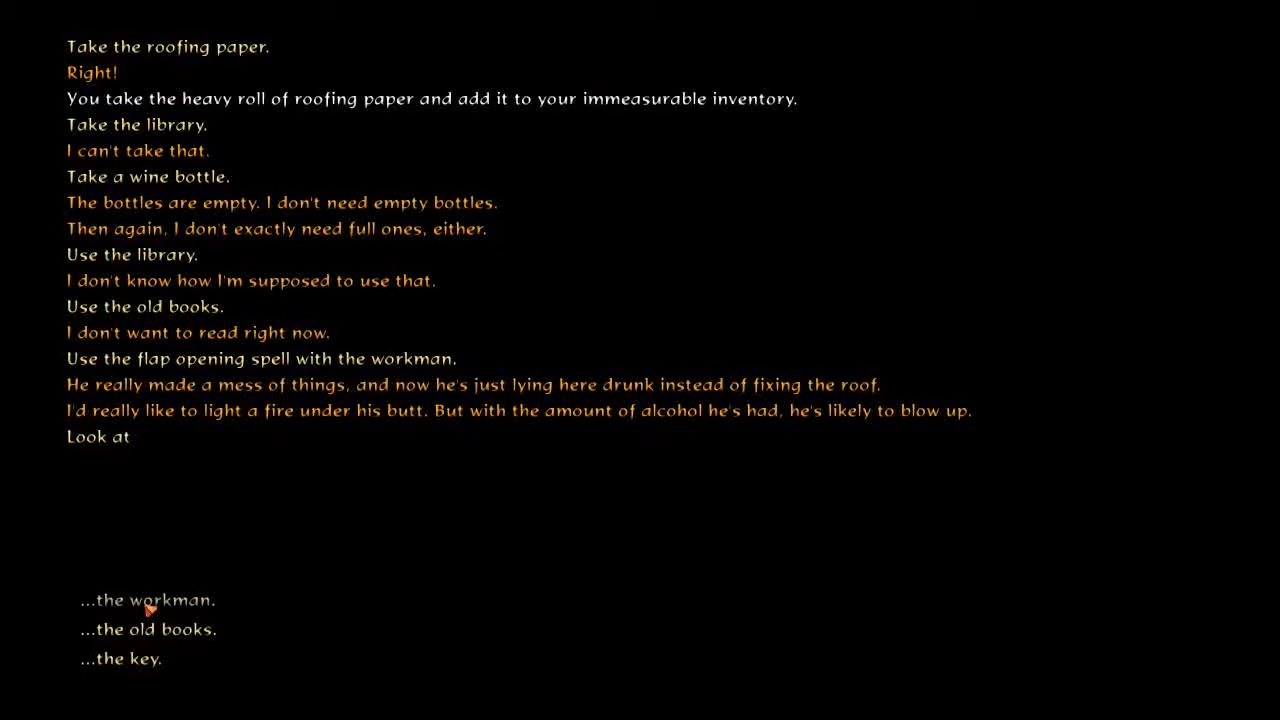 Take the roofing paper.
Right!
You take the heavy roll of roofing paper and add it to your immeasurable inventory.
Take the library.
I can't take that.
Take a wine bottle.
The bottles are empty. I don't need empty bottles.
Then again, I don't exactly need full ones, either.
Use the library.
I don't know how I'm supposed to use that.
Use the old books.
I don't want to read right now.
Use the flap opening spell with the workman.
He really made a mess of things, and now he's just lying here drunk instead of fixing the roof.
I'd really like to light a fire under his butt. But with the amount of alcohol he's had, he's likely to blow up.
Look at
...the workman.
...the old books.
...the key.